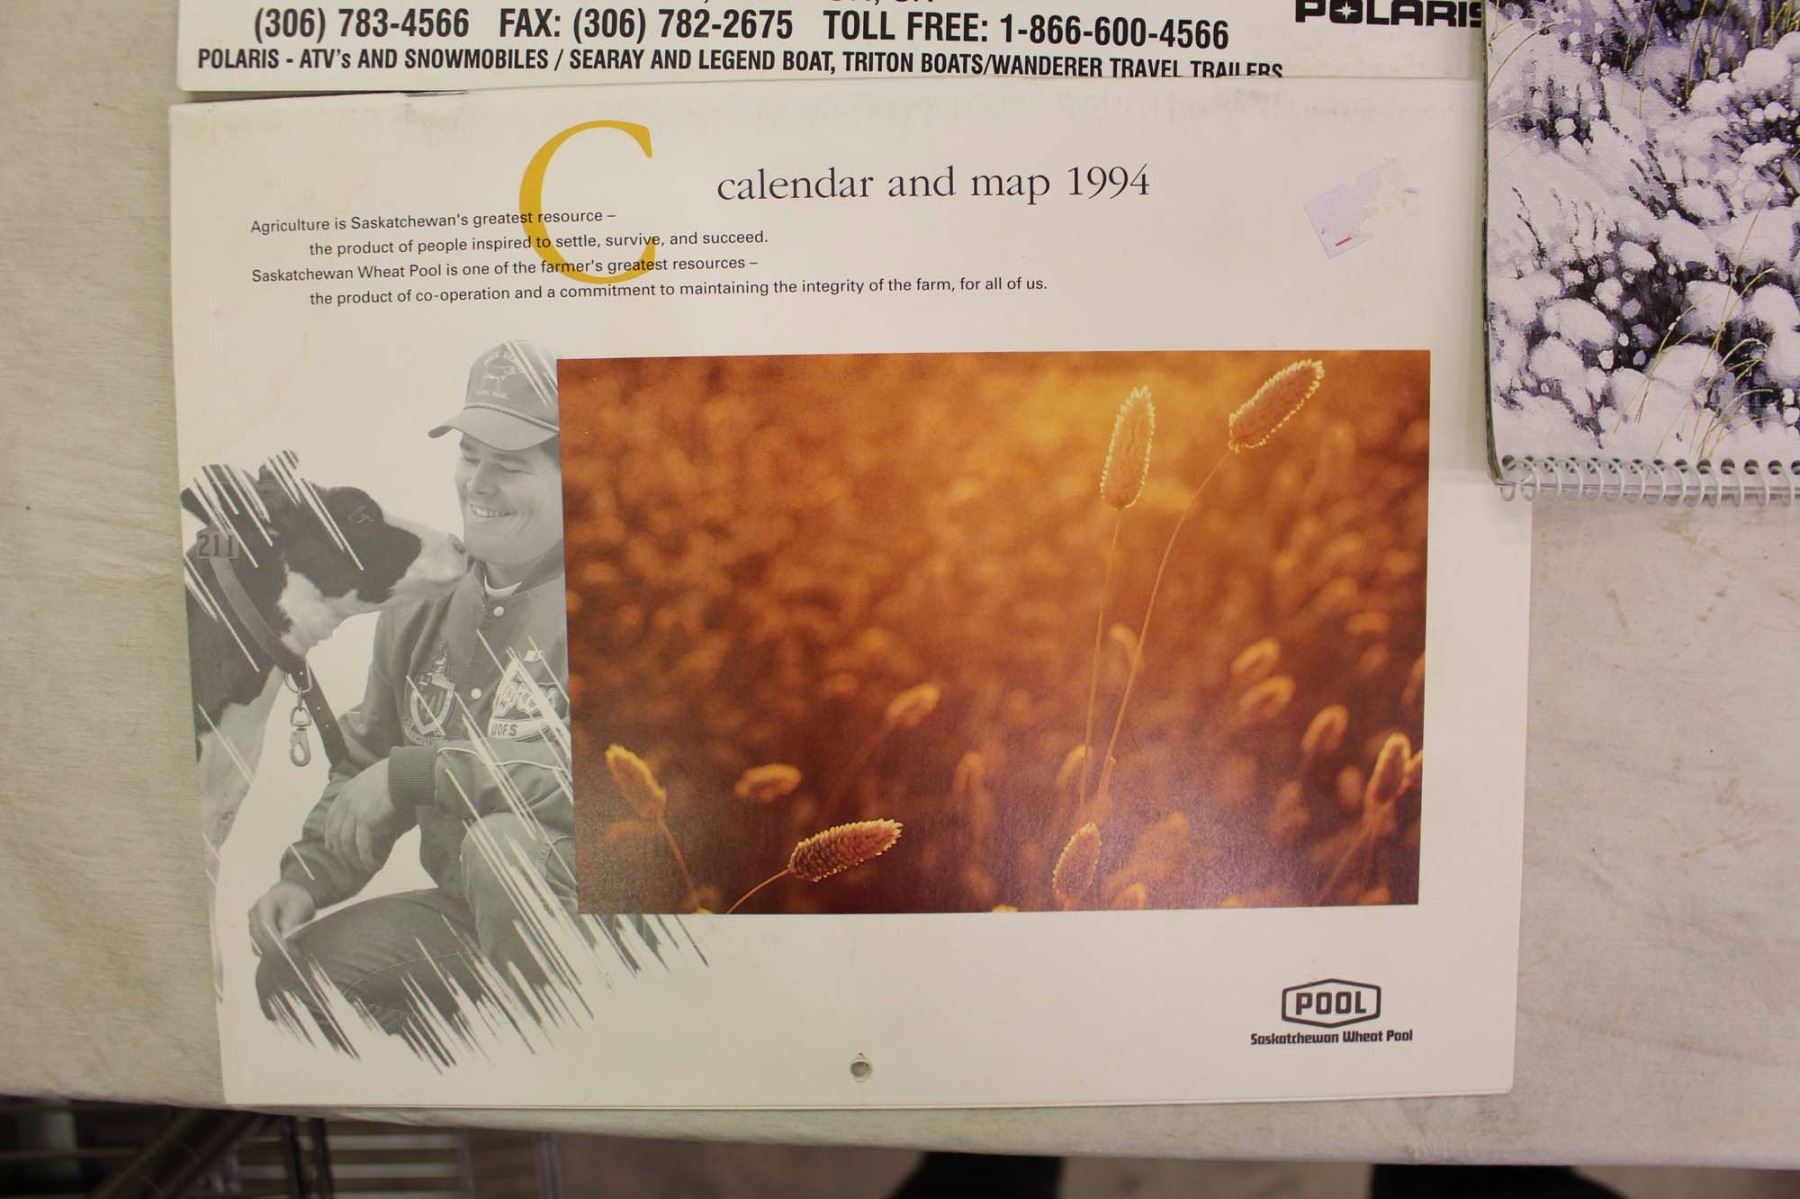 (306) 783-4566 FAX: (306) 782-2675 TOLL FREE: 1-866-600-4566
POLARIS
POLARIS - ATV's AND SNOWMOBILES / SEARAY AND LEGEND BOAT, TRITON BOATS/WANDERER TRAVEL TRAILERS
C
calendar and map 1994
Agriculture is Saskatchewan's greatest resource –
the product of people inspired to settle, survive, and succeed.
Saskatchewan Wheat Pool is one of the farmer's greatest resources –
the product of co-operation and a commitment to maintaining the integrity of the farm, for all of us.
211
UOFS
POOL
Saskatchewan Wheat Pool